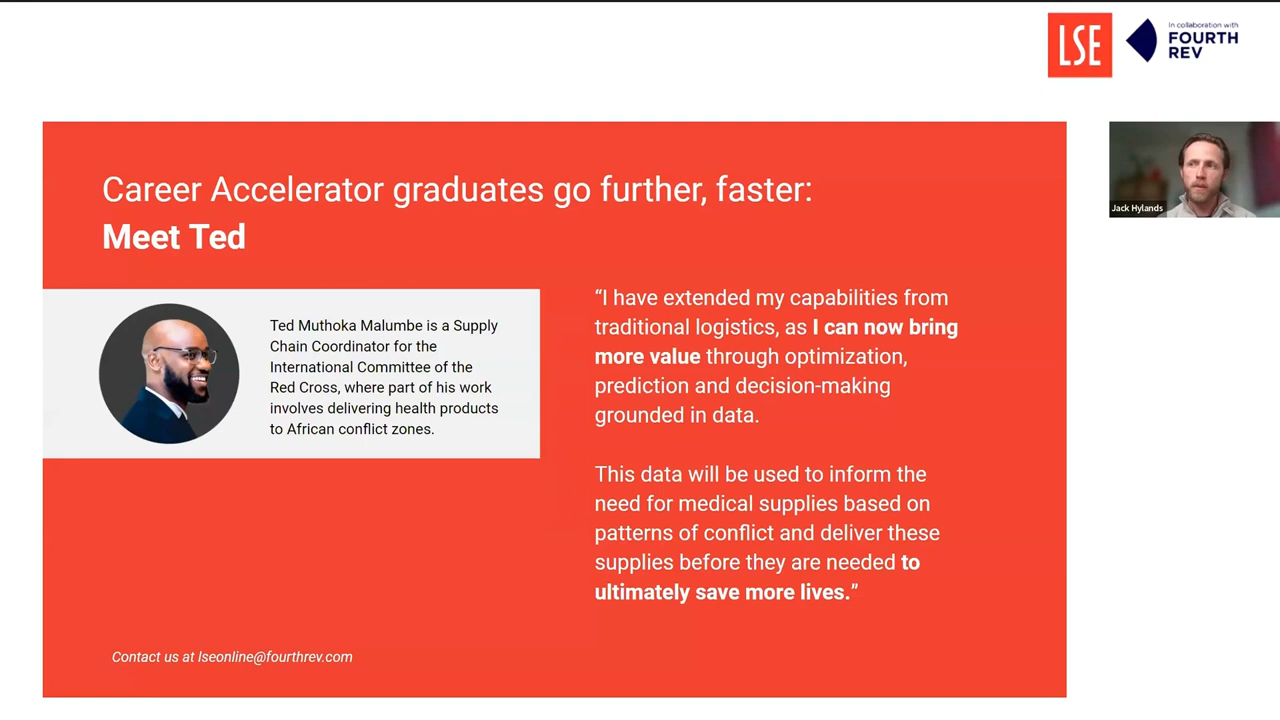 LSE
In collaboration with
FOURTH
REV
Career Accelerator graduates go further, faster:
Meet Ted
Ted Muthoka Malumbe is a Supply
Chain Coordinator for the
International Committee of the
Red Cross, where part of his work
involves delivering health products
to African conflict zones.
“I have extended my capabilities from
traditional logistics, as I can now bring
more value through optimization,
prediction and decision-making
grounded in data.
This data will be used to inform the
need for medical supplies based on
patterns of conflict and deliver these
supplies before they are needed to
ultimately save more lives.”
Contact us at lseonline@fourthrev.com
Jack Hylands